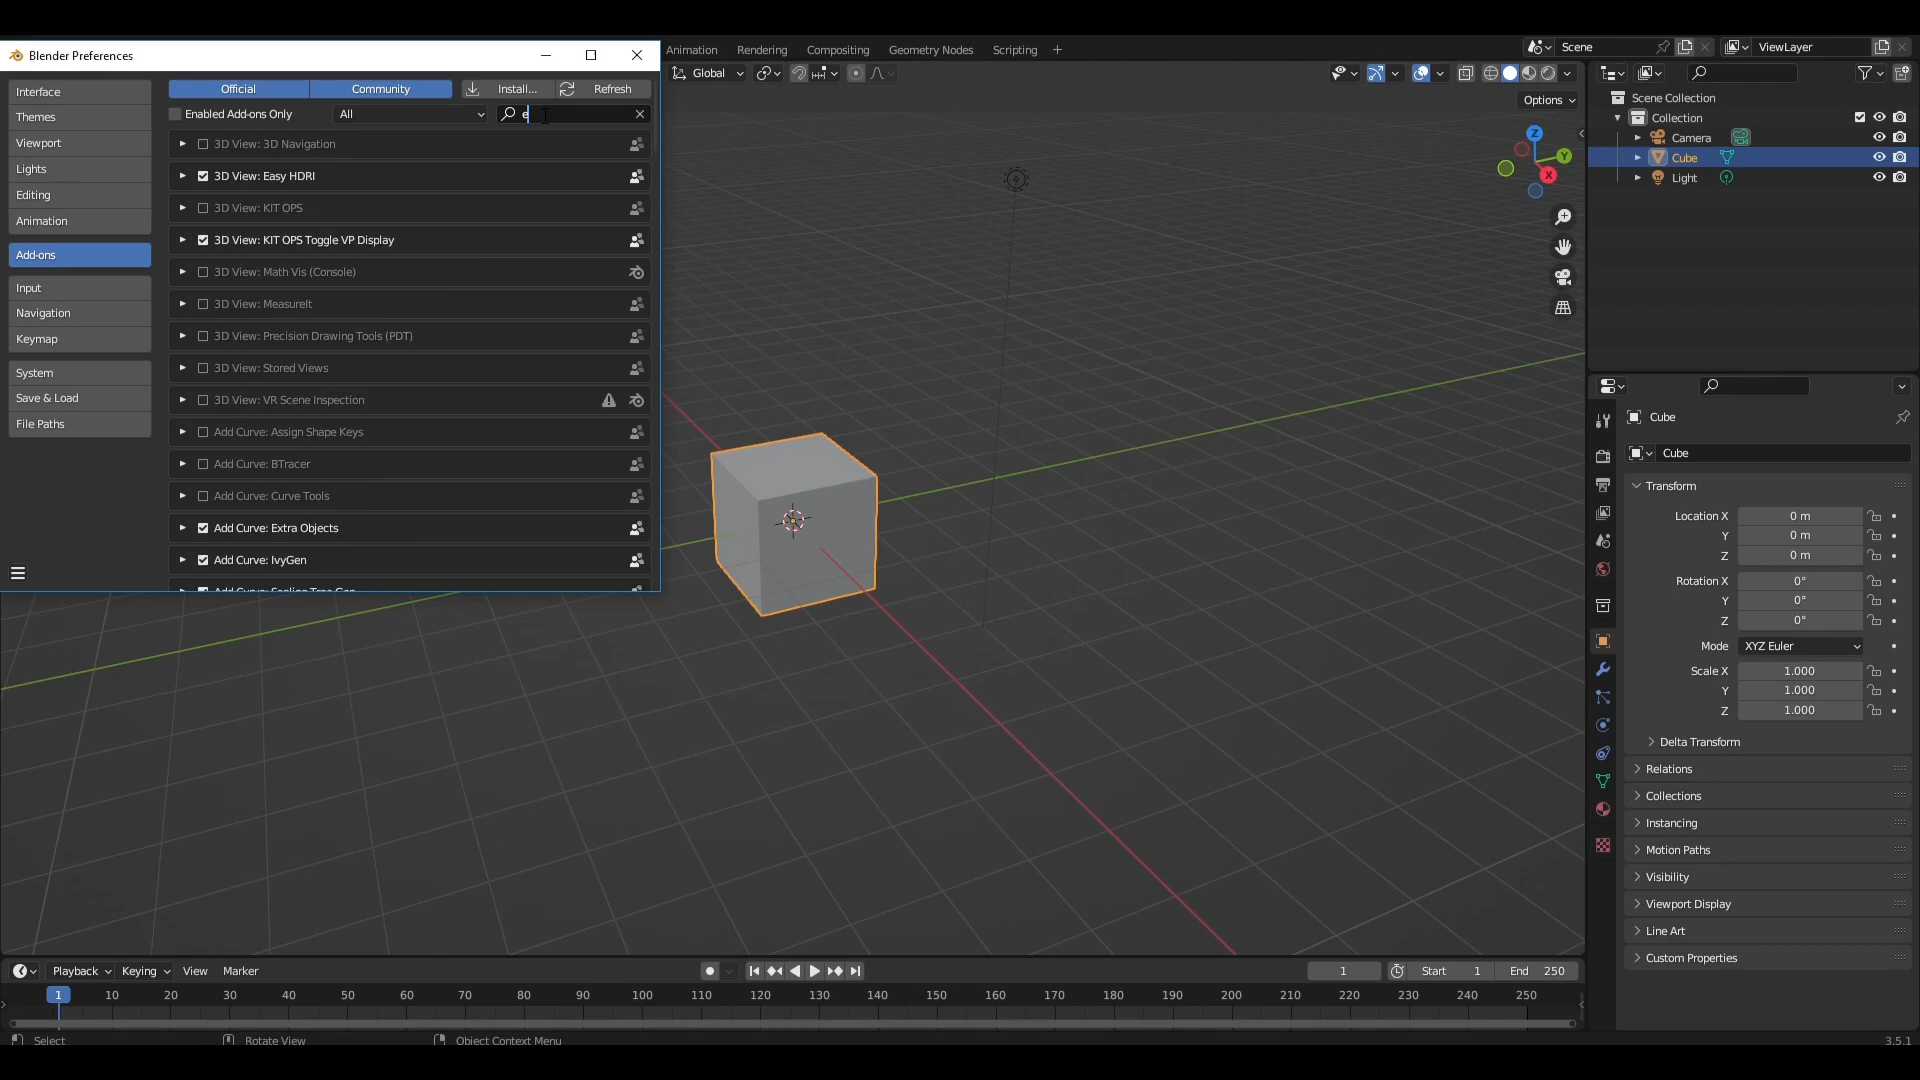 Blender Preferences
Interface
Themes
Viewport
Lights
Editing
Animation
Add-ons
Input
Navigation
Keymap
System
Save & Load
File Paths
Official
Community
Install...
Refresh
Enabled Add-ons Only
All
e
3D View: 3D Navigation
3D View: Easy HDRI
3D View: KIT OPS
3D View: KIT OPS Toggle VP Display
3D View: Math Vis (Console)
3D View: MeasureIt
3D View: Precision Drawing Tools (PDT)
3D View: Stored Views
3D View: VR Scene Inspection
Add Curve: Assign Shape Keys
Add Curve: BTracer
Add Curve: Curve Tools
Add Curve: Extra Objects
Add Curve: IvyGen
Add Curve: Sapling Tree Gen
Animation
Rendering
Compositing
Geometry Nodes
Scripting
Global
Options
Z
Y
X
Scene
ViewLayer
Scene Collection
Collection
Camera
Cube
Light
Cube
Cube
Transform
Location X 0 m
Y 0 m
Z 0 m
Rotation X 0°
Y 0°
Z 0°
Mode XYZ Euler
Scale X 1.000
Y 1.000
Z 1.000
Delta Transform
Relations
Collections
Instancing
Motion Paths
Visibility
Viewport Display
Line Art
Custom Properties
Playback Keying View Marker
1 Start 1 End 250
1 10 20 30 40 50 60 70 80 90 100 110 120 130 140 150 160 170 180 190 200 210 220 230 240 250
Select
Rotate View
Object Context Menu
3.5.1